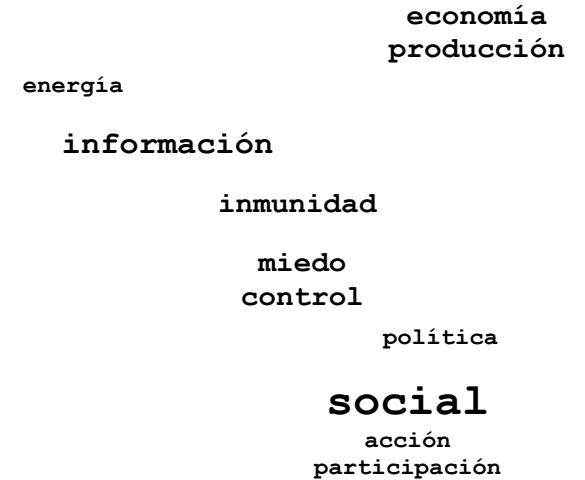 economía
producción
energía
información
inmunidad
miedo
control
política
social
acción
participación